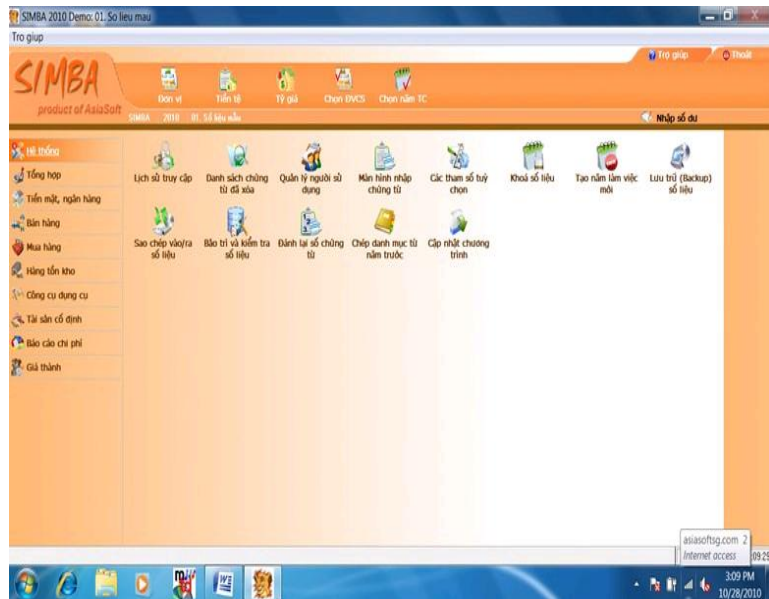 SIMBA 2010 Demo: 01. So lieu mau
Tro giup
Trợ giúp
Thoát
SIMBA
product of AsiaSoft
Đơn vị
Tiền tệ
Tỷ giá
Chọn ĐVCS
Chọn năm TC
SIMBA 2010 01. Số liệu mẫu
Nhập số dư
Hệ thống
Tổng hợp
Tiền mặt, ngân hàng
Bán hàng
Mua hàng
Hàng tồn kho
Công cụ dụng cụ
Tài sản cố định
Báo cáo chi phí
Giá thành
Lịch sử truy cập
Danh sách chứng
từ đã xóa
Quản lý người sử
dụng
Màn hình nhập
chứng từ
Các tham số tuỳ
chọn
Khoá số liệu
Tạo năm làm việc
mới
Lưu trữ (Backup)
số liệu
Sao chép vào/ra
số liệu
Bảo trì và kiểm tra
số liệu
Đánh lại số chứng
từ
Chép danh mục từ
năm trước
Cập nhật chương
trình
asiasoftsg.com 2
Internet access
:09:25
3:09 PM
10/28/2010